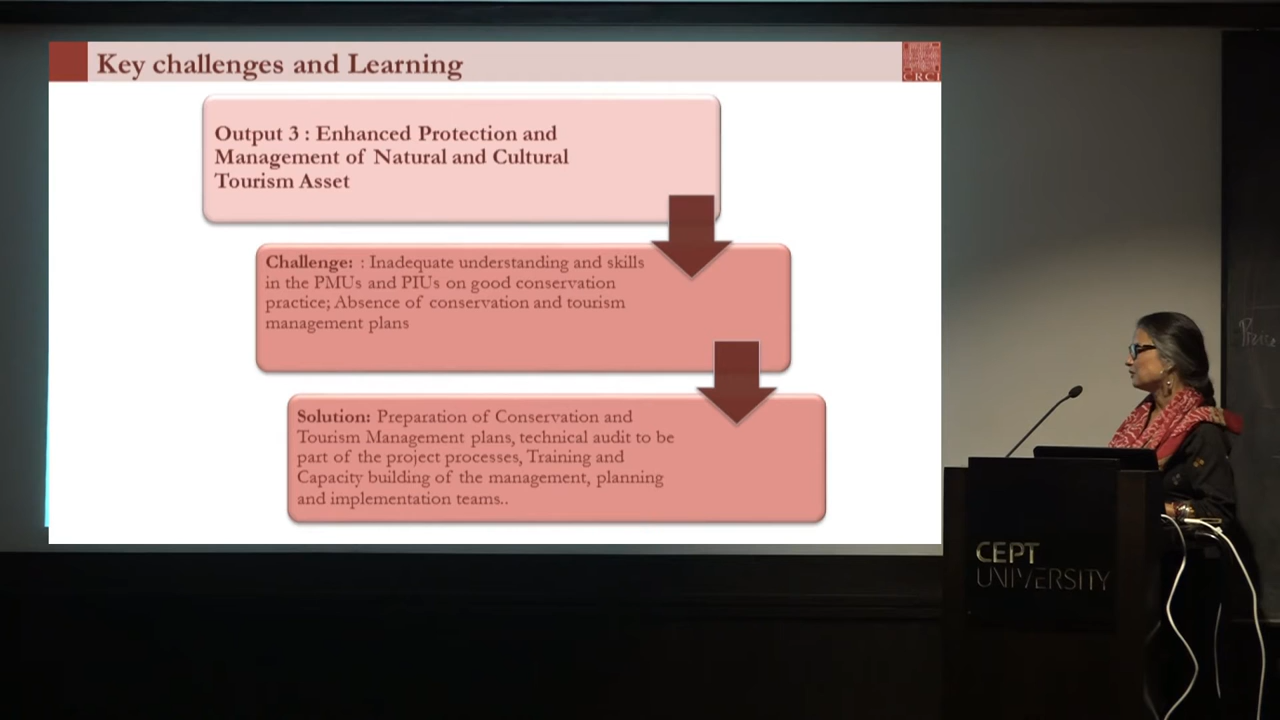 Key challenges and Learning
CRCI
Output 3 : Enhanced Protection and
Management of Natural and Cultural
Tourism Asset
Challenge: : Inadequate understanding and skills
in the PMUs and PIUs on good conservation
practice; Absence of conservation and tourism
management plans
Solution: Preparation of Conservation and
Tourism Management plans, technical audit to be
part of the project processes, Training and
Capacity building of the management, planning
and implementation teams..
CEPT
UNIVERSITY